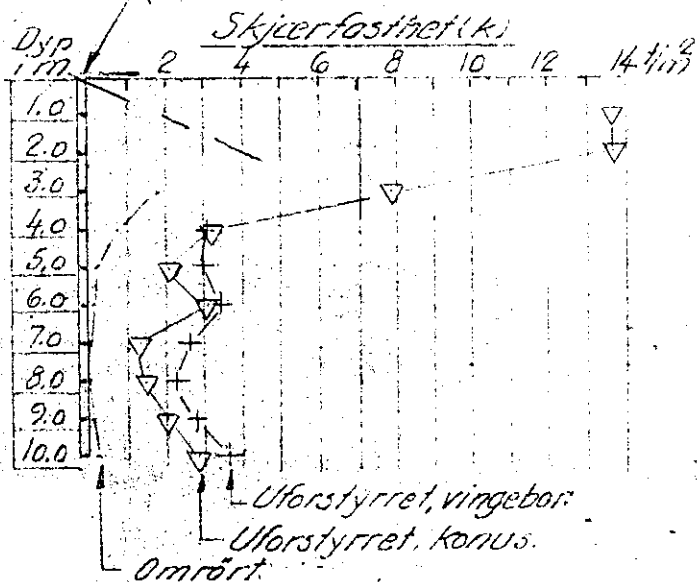 Skjærfasthet (k)
Dyp i m.
2 4 6 8 10 12 14 t/m²
1.0
2.0
3.0
4.0
5.0
6.0
7.0
8.0
9.0
10.0
Uforstyrret, vingebor.
Uforstyrret, konus.
Omrørt.